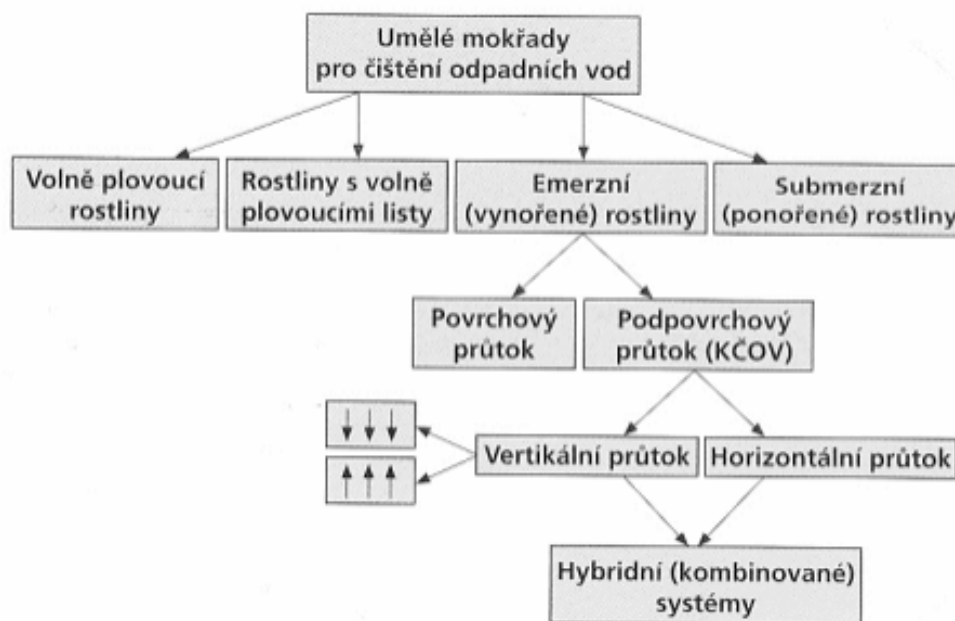 Umělé mokřady
pro čištění odpadních vod
Volně plovoucí
rostliny
Rostliny s volně
plovoucími listy
Emerzní
(vynořené) rostliny
Submerzní
(ponořené) rostliny
Povrchový
průtok
Podpovrchový
průtok (KČOV)
Vertikální průtok
Horizontální průtok
Hybridní (kombinované)
systémy